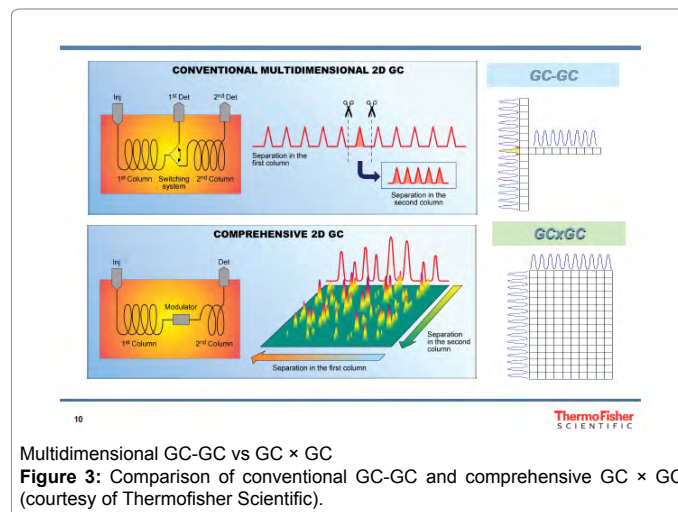 CONVENTIONAL MULTIDIMENSIONAL 2D GC
Inj
1st Det
2nd Det
1st Column
Switching
system
2nd Column
Separation in the
first column
Separation in the
second column
GC-GC
COMPREHENSIVE 2D GC
Inj
Det
Modulator
1st Column
2nd Column
Separation
in the second
column
Separation in the first column
GCxGC
10
ThermoFisher
SCIENTIFIC
Multidimensional GC-GC vs GC × GC
Figure 3: Comparison of conventional GC-GC and comprehensive GC × GC
(courtesy of Thermofisher Scientific).